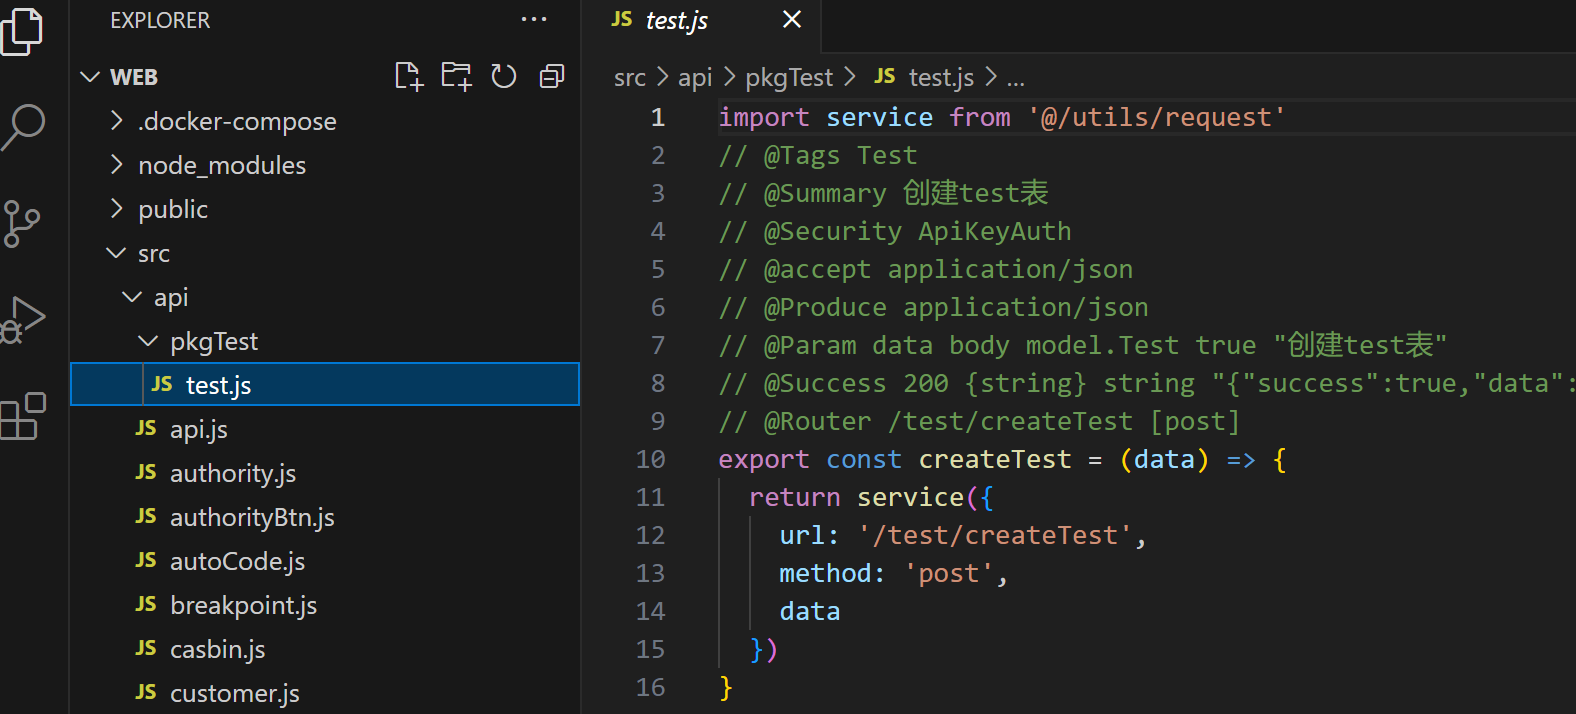 EXPLORER
WEB
.docker-compose
node_modules
public
src
api
pkgTest
JS test.js
JS api.js
JS authority.js
JS authorityBtn.js
JS autoCode.js
JS breakpoint.js
JS casbin.js
JS customer.js
JS test.js
src > api > pkgTest > JS test.js > ...
1 import service from '@/utils/request'
2 // @Tags Test
3 // @Summary 创建test表
4 // @Security ApiKeyAuth
5 // @accept application/json
6 // @Produce application/json
7 // @Param data body model.Test true "创建test表"
8 // @Success 200 {string} string "{"success":true,"data":
9 // @Router /test/createTest [post]
10 export const createTest = (data) => {
11 return service({
12 url: '/test/createTest',
13 method: 'post',
14 data
15 })
16 }